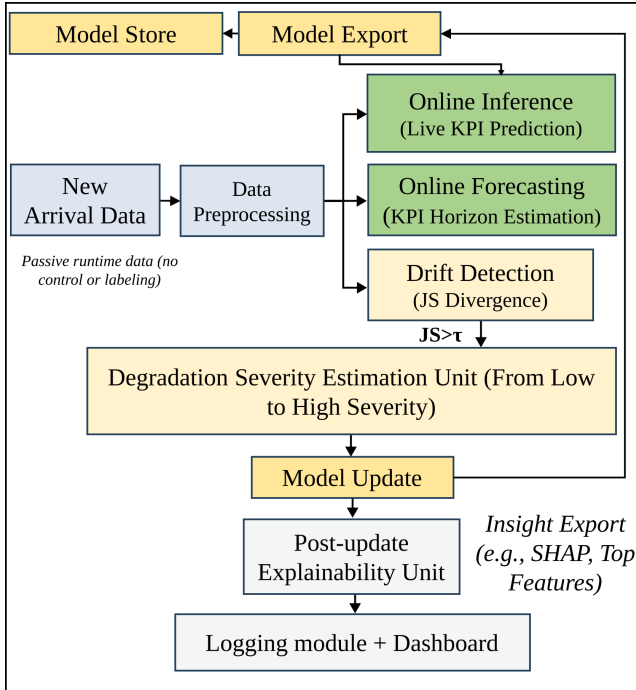 Model Store
Model Export
Online Inference
(Live KPI Prediction)
New
Arrival Data
Data
Preprocessing
Online Forecasting
(KPI Horizon Estimation)
Passive runtime data (no
control or labeling)
Drift Detection
(JS Divergence)
JS>τ
Degradation Severity Estimation Unit (From Low
to High Severity)
Model Update
Post-update
Explainability Unit
Insight Export
(e.g., SHAP, Top
Features)
Logging module + Dashboard